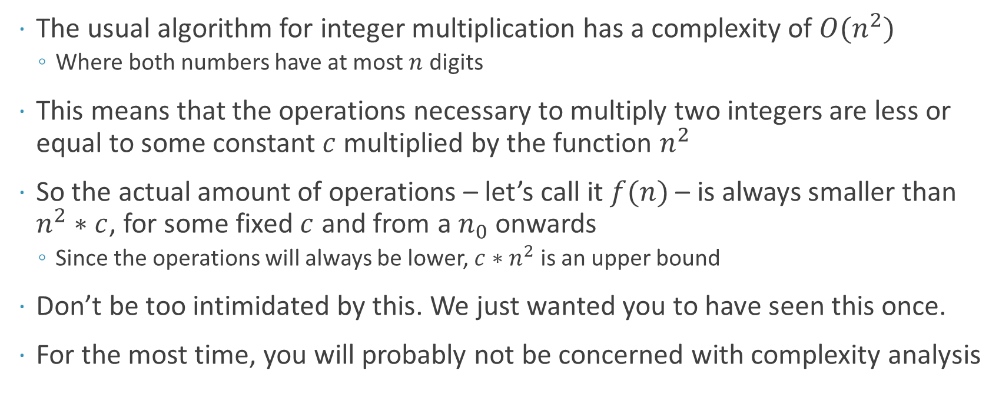 · The usual algorithm for integer multiplication has a complexity of 𝑂(𝑛²)
◦ Where both numbers have at most 𝑛 digits
· This means that the operations necessary to multiply two integers are less or
equal to some constant 𝑐 multiplied by the function 𝑛²
· So the actual amount of operations – let’s call it 𝑓(𝑛) – is always smaller than
𝑛² ∗ 𝑐, for some fixed 𝑐 and from a 𝑛₀ onwards
◦ Since the operations will always be lower, 𝑐 ∗ 𝑛² is an upper bound
· Don’t be too intimidated by this. We just wanted you to have seen this once.
· For the most time, you will probably not be concerned with complexity analysis